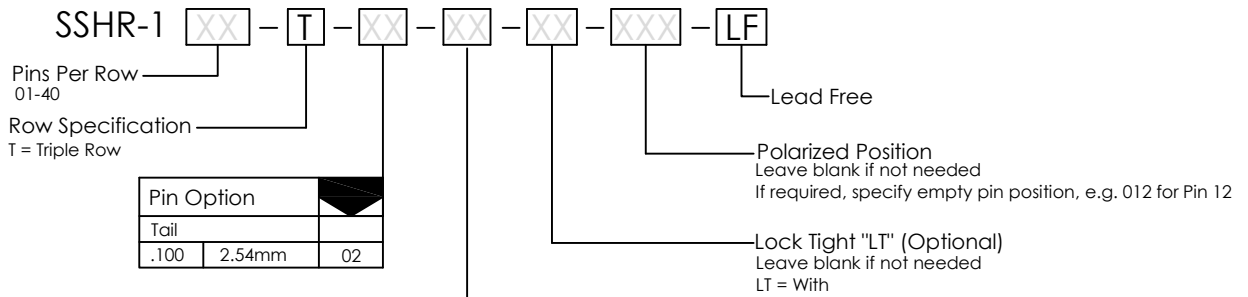 SSHR-1 XX – T – XX – XX – XX – XXX – LF
Pins Per Row
01-40
Row Specification
T = Triple Row
Pin Option
Tail
.100 2.54mm 02
Lead Free
Polarized Position
Leave blank if not needed
If required, specify empty pin position, e.g. 012 for Pin 12
Lock Tight "LT" (Optional)
Leave blank if not needed
LT = With